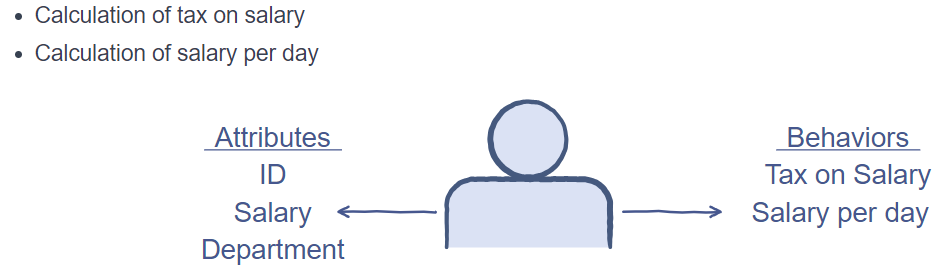 Calculation of tax on salary
Calculation of salary per day
Attributes
ID
Salary
Department
Behaviors
Tax on Salary
Salary per day